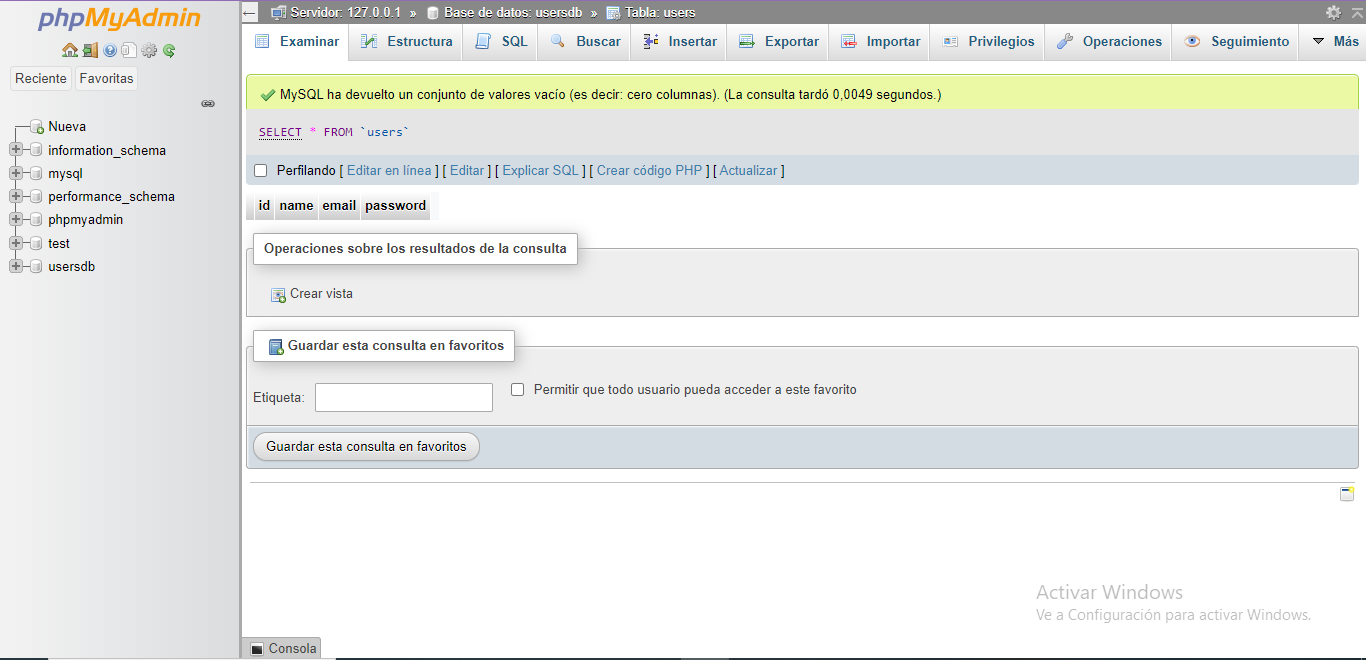 phpMyAdmin
Reciente Favoritas
Nueva
information_schema
mysql
performance_schema
phpmyadmin
test
usersdb
Servidor: 127.0.0.1 » Base de datos: usersdb » Tabla: users
Examinar Estructura SQL Buscar Insertar Exportar Importar Privilegios Operaciones Seguimiento Más
MySQL ha devuelto un conjunto de valores vacío (es decir: cero columnas). (La consulta tardó 0,0049 segundos.)
SELECT * FROM `users`
Perfilando [ Editar en línea ] [ Editar ] [ Explicar SQL ] [ Crear código PHP ] [ Actualizar ]
id name email password
Operaciones sobre los resultados de la consulta
Crear vista
Guardar esta consulta en favoritos
Etiqueta: Permitir que todo usuario pueda acceder a este favorito
Guardar esta consulta en favoritos
Activar Windows
Ve a Configuración para activar Windows.
Consola